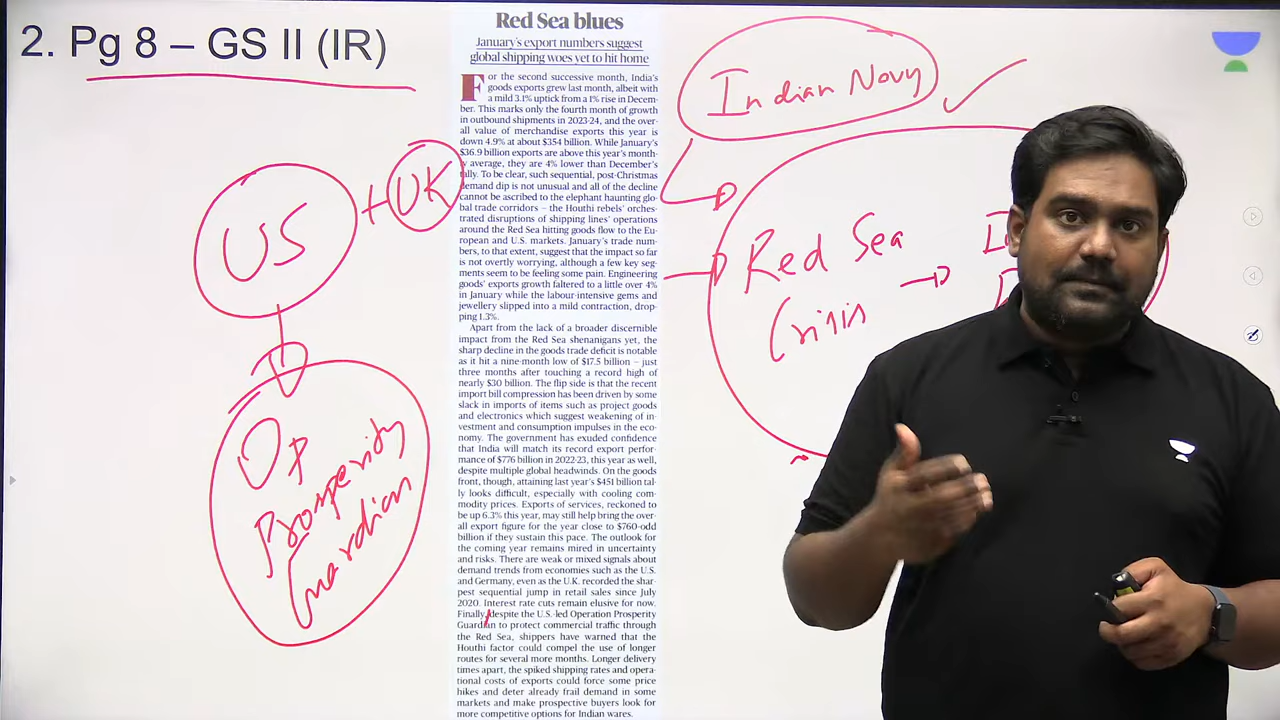 2. Pg 8 – GS II (IR)
US
+ UK
Op
Prosperity
Guardian
Red Sea blues
January's export numbers suggest
global shipping woes yet to hit home
For the second successive month, India's
goods exports grew last month, albeit with
a mild 3.1% uptick from a 1% rise in Decem-
ber. This marks only the fourth month of growth
in outbound shipments in 2023-24, and the over-
all value of merchandise exports this year is
down 4.9% at about $354 billion. While January's
$36.9 billion exports are above this year's month-
y average, they are 4% lower than December's
tally. To be clear, such sequential, post-Christmas
demand dip is not unusual and all of the decline
cannot be ascribed to the elephant haunting glo-
bal trade corridors – the Houthi rebels' orches-
trated disruptions of shipping lines' operations
around the Red Sea hitting goods flow to the Eu-
ropean and U.S. markets. January's trade num-
bers, to that extent, suggest that the impact so far
is not overtly worrying, although a few key seg-
ments seem to be feeling some pain. Engineering
goods' exports growth faltered to a little over 4%
in January while the labour-intensive gems and
jewellery slipped into a mild contraction, drop-
ping 1.3%.
Apart from the lack of a broader discernible
impact from the Red Sea shenanigans yet, the
sharp decline in the goods trade deficit is notable
as it hit a nine-month low of $17.5 billion – just
three months after touching a record high of
nearly $30 billion. The flip side is that the recent
import bill compression has been driven by some
slack in imports of items such as project goods
and electronics which suggest weakening of in-
vestment and consumption impulses in the eco-
nomy. The government has exuded confidence
that India will match its record export perfor-
mance of $776 billion in 2022-23, this year as well,
despite multiple global headwinds. On the goods
front, though, attaining last year's $451 billion tal-
ly looks difficult, especially with cooling com-
modity prices. Exports of services, reckoned to
be up 6.3% this year, may still help bring the over-
all export figure for the year close to $760-odd
billion if they sustain this pace. The outlook for
the coming year remains mired in uncertainty
and risks. There are weak or mixed signals about
demand trends from economies such as the U.S.
and Germany, even as the U.K. recorded the shar-
pest sequential jump in retail sales since July
2020. Interest rate cuts remain elusive for now.
Finally, despite the U.S.-led Operation Prosperity
Guardian to protect commercial traffic through
the Red Sea, shippers have warned that the
Houthi factor could compel the use of longer
routes for several more months. Longer delivery
times apart, the spiked shipping rates and opera-
tional costs of exports could force some price
hikes and deter already frail demand in some
markets and make prospective buyers look for
more competitive options for Indian wares.
Indian Navy
Red Sea
Crisis